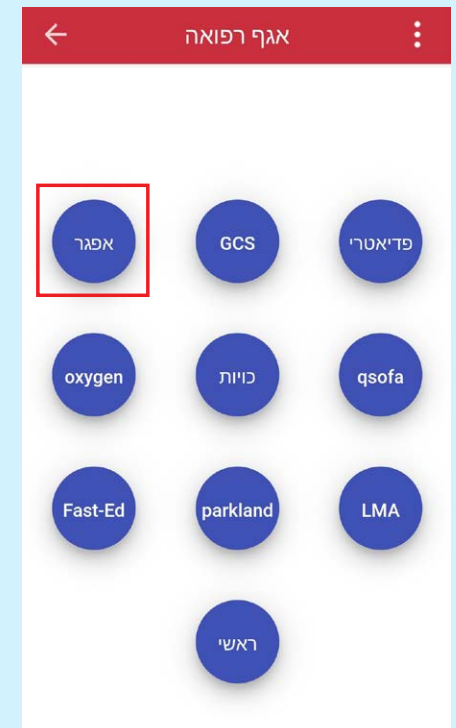 אגף רפואה
פדיאטרי GCS אפגר
qsofa כויות oxygen
LMA parkland Fast-Ed
ראשי